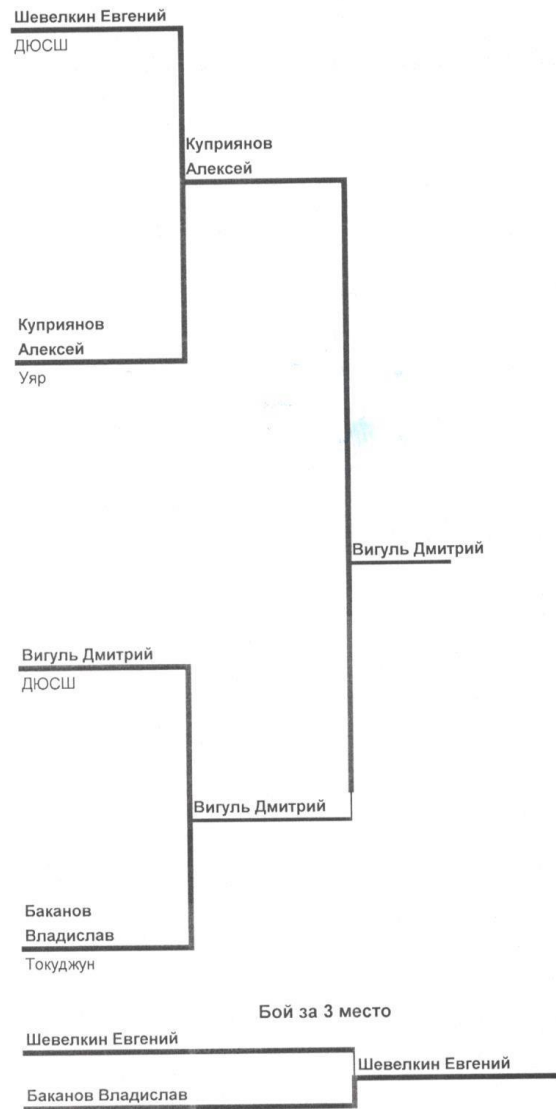 Шевелкин Евгений
ДЮСШ
Куприянов
Алексей
Куприянов
Алексей
Уяр
Вигуль Дмитрий
Вигуль Дмитрий
ДЮСШ
Вигуль Дмитрий
Баканов
Владислав
Токуджун
Бой за 3 место
Шевелкин Евгений
Шевелкин Евгений
Баканов Владислав